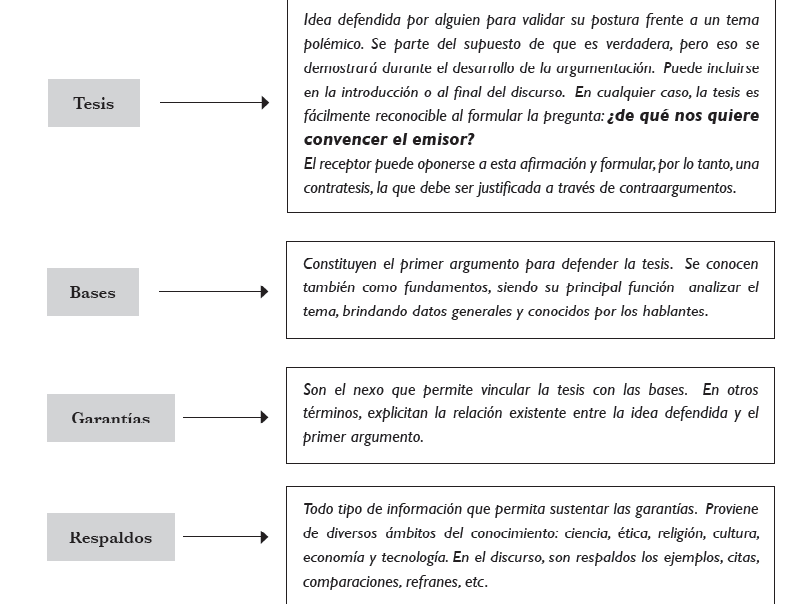 Idea defendida por alguien para validar su postura frente a un tema
polémico. Se parte del supuesto de que es verdadera, pero eso se
demostrará durante el desarrollo de la argumentación. Puede incluirse
en la introducción o al final del discurso. En cualquier caso, la tesis es
fácilmente reconocible al formular la pregunta: ¿de qué nos quiere
convencer el emisor?
El receptor puede oponerse a esta afirmación y formular, por lo tanto, una
contratesis, la que debe ser justificada a través de contraargumentos.
Tesis
Constituyen el primer argumento para defender la tesis. Se conocen
también como fundamentos, siendo su principal función analizar el
tema, brindando datos generales y conocidos por los hablantes.
Bases
Son el nexo que permite vincular la tesis con las bases. En otros
términos, explicitan la relación existente entre la idea defendida y el
primer argumento.
Garantías
Todo tipo de información que permita sustentar las garantías. Proviene
de diversos ámbitos del conocimiento: ciencia, ética, religión, cultura,
economía y tecnología. En el discurso, son respaldos los ejemplos, citas,
comparaciones, refranes, etc.
Respaldos